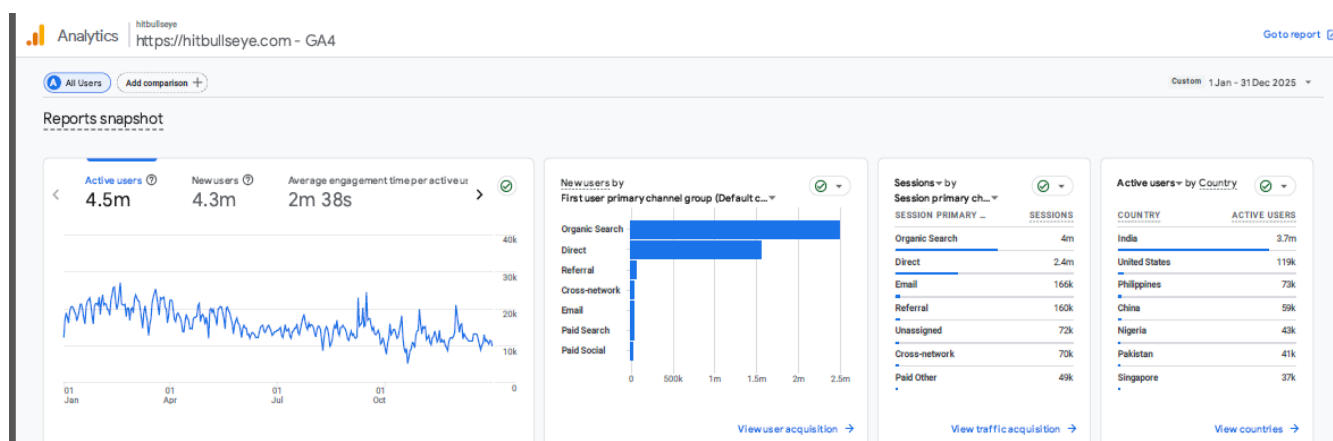 hitbullseye
Analytics
https://hitbullseye.com - GA4
Go to report
A All Users
Add comparison +
Custom 1 Jan - 31 Dec 2025
Reports snapshot
Active users
4.5m
New users
4.3m
Average engagement time per active us
2m 38s
40k
30k
20k
10k
0
01 Jan
01 Apr
01 Jul
01 Oct
New users by
First user primary channel group (Default c...
Organic Search
Direct
Referral
Cross-network
Email
Paid Search
Paid Social
0 500k 1m 1.5m 2m 2.5m
View user acquisition
Sessions by
Session primary ch...
SESSION PRIMARY ... SESSIONS
Organic Search 4m
Direct 2.4m
Email 166k
Referral 160k
Unassigned 72k
Cross-network 70k
Paid Other 49k
View traffic acquisition
Active users by Country
COUNTRY ACTIVE USERS
India 3.7m
United States 119k
Philippines 73k
China 59k
Nigeria 43k
Pakistan 41k
Singapore 37k
View countries